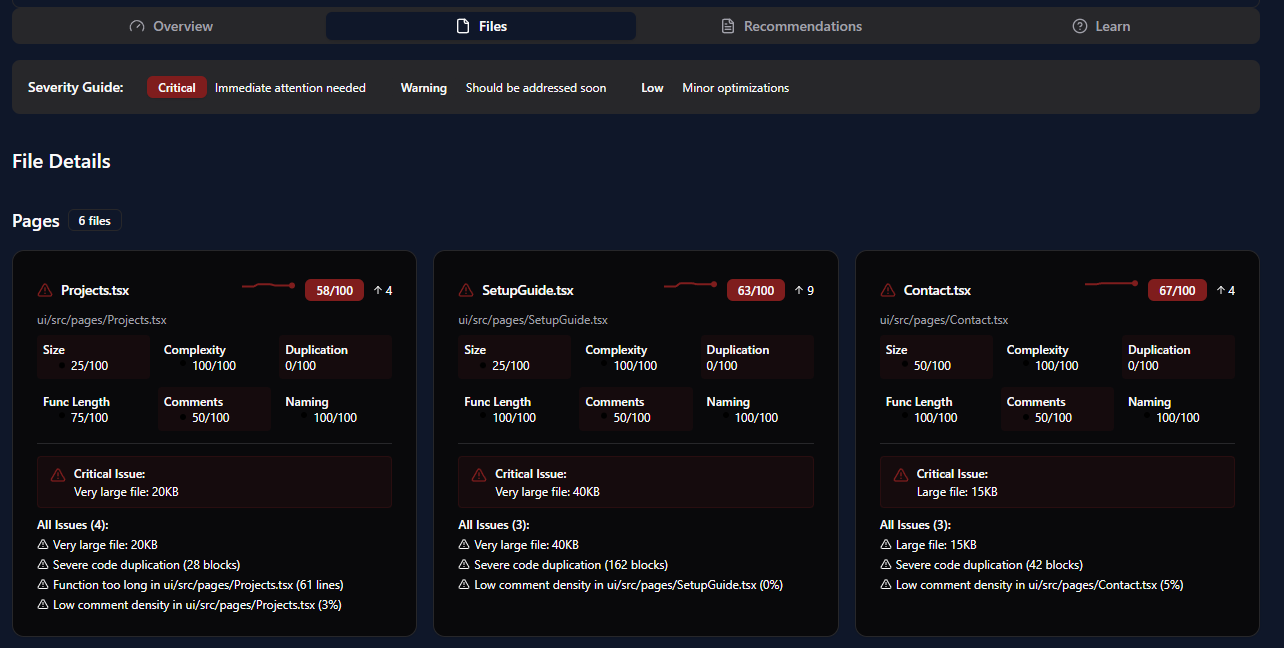 Overview Files Recommendations Learn
Severity Guide: Critical Immediate attention needed Warning Should be addressed soon Low Minor optimizations
File Details
Pages 6 files
Projects.tsx 58/100 ↑ 4
ui/src/pages/Projects.tsx
Size Complexity Duplication
25/100 100/100 0/100
Func Length Comments Naming
75/100 50/100 100/100
Critical Issue:
Very large file: 20KB
All Issues (4):
Very large file: 20KB
Severe code duplication (28 blocks)
Function too long in ui/src/pages/Projects.tsx (61 lines)
Low comment density in ui/src/pages/Projects.tsx (3%)
SetupGuide.tsx 63/100 ↑ 9
ui/src/pages/SetupGuide.tsx
Size Complexity Duplication
25/100 100/100 0/100
Func Length Comments Naming
100/100 50/100 100/100
Critical Issue:
Very large file: 40KB
All Issues (3):
Very large file: 40KB
Severe code duplication (162 blocks)
Low comment density in ui/src/pages/SetupGuide.tsx (0%)
Contact.tsx 67/100 ↑ 4
ui/src/pages/Contact.tsx
Size Complexity Duplication
50/100 100/100 0/100
Func Length Comments Naming
100/100 50/100 100/100
Critical Issue:
Large file: 15KB
All Issues (3):
Large file: 15KB
Severe code duplication (42 blocks)
Low comment density in ui/src/pages/Contact.tsx (5%)